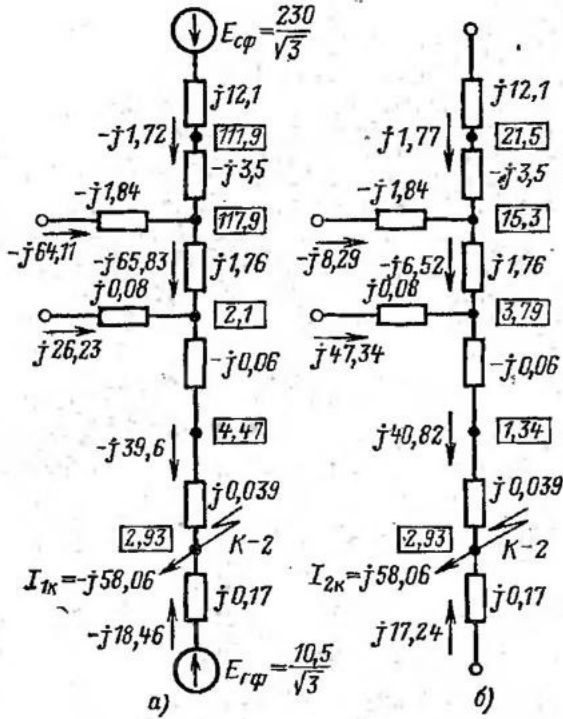 E_cф = 230/√3
j12,1
-j1,72
111,9
-j3,5
-j1,84
117,9
-j64,11
-j65,83
j1,76
j0,08
2,1
j26,23
-j0,06
4,47
-j39,6
j0,039
2,93
К-2
I_1к=-j58,06
j0,17
-j18,46
E_гф = 10,5/√3
а)
j12,1
j1,77
21,5
-j3,5
-j1,84
15,3
-j8,29
-j6,52
j1,76
j0,08
3,79
j47,34
-j0,06
1,34
j40,82
j0,039
2,93
К-2
I_2к=j58,06
j0,17
j17,24
б)